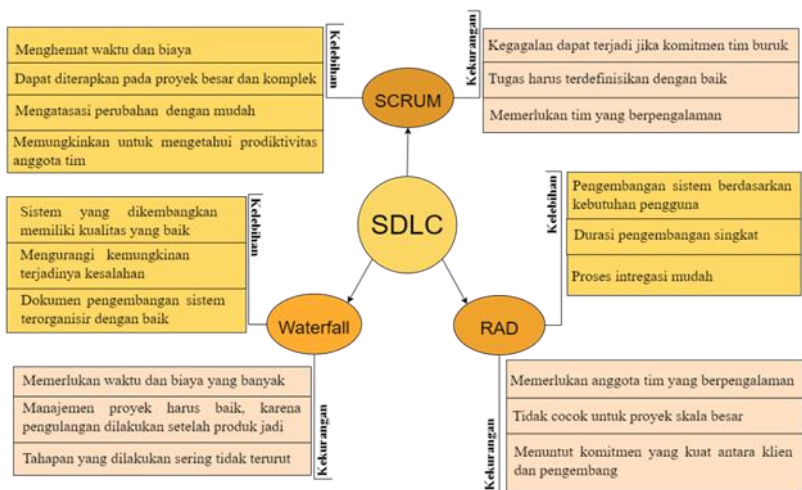 Menghemat waktu dan biaya
Dapat diterapkan pada proyek besar dan komplek
Mengatasasi perubahan dengan mudah
Memungkinkan untuk mengetahui prodiktivitas
anggota tim
Kelebihan
SCRUM
Kekurangan
Kegagalan dapat terjadi jika komitmen tim buruk
Tugas harus terdefinisikan dengan baik
Memerlukan tim yang berpengalaman
SDLC
Sistem yang dikembangkan
memiliki kualitas yang baik
Mengurangi kemungkinan
terjadinya kesalahan
Dokumen pengembangan sistem
terorganisir dengan baik
Kelebihan
Waterfall
Memerlukan waktu dan biaya yang banyak
Manajemen proyek harus baik, karena
pengulangan dilakukan setelah produk jadi
Tahapan yang dilakukan sering tidak terurut
Kekurangan
Kelebihan
Pengembangan sistem berdasarkan
kebutuhan pengguna
Durasi pengembangan singkat
Proses intregasi mudah
RAD
Kekurangan
Memerlukan anggota tim yang berpengalaman
Tidak cocok untuk proyek skala besar
Menuntut komitmen yang kuat antara klien
dan pengembang